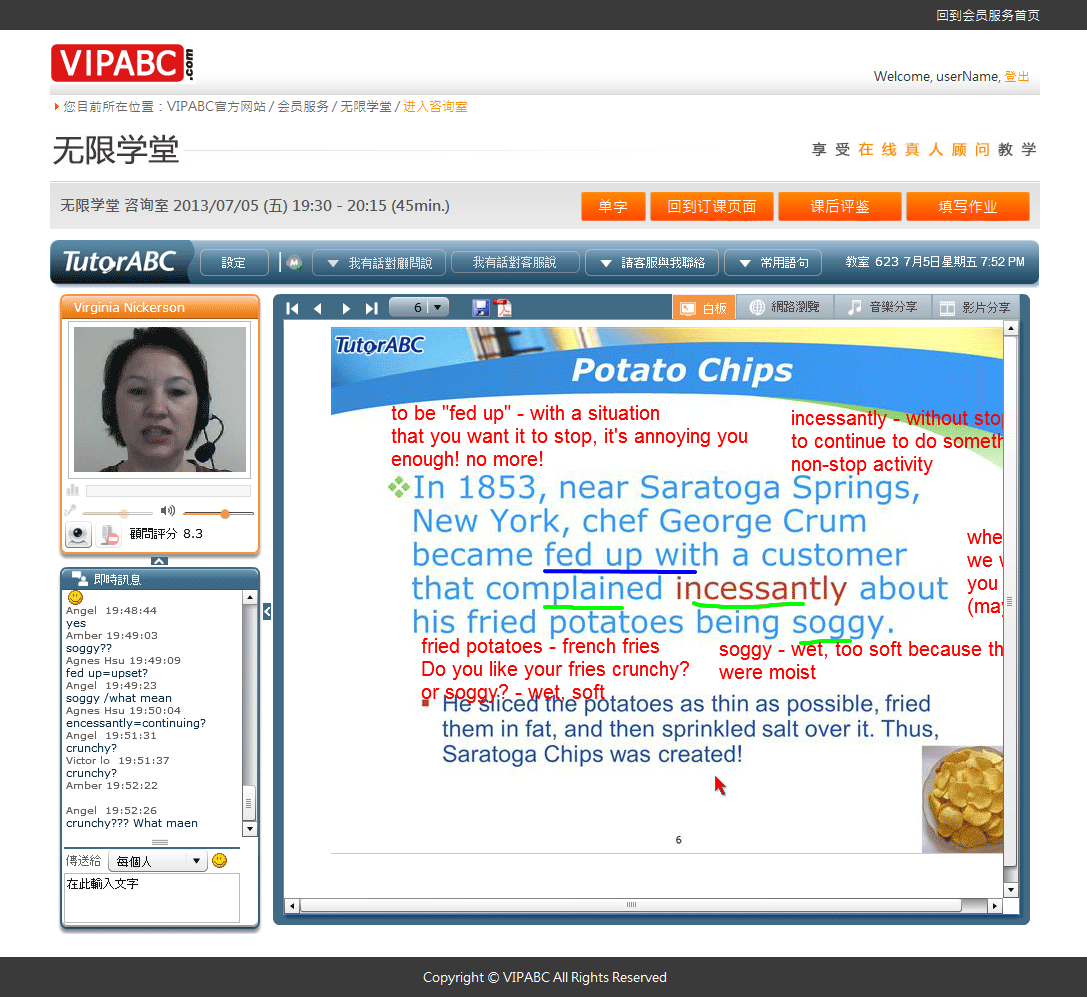 回到会员服务首页
VIPABC.com
Welcome, userName, 登出
您目前所在位置：VIPABC官方网站 / 会员服务 / 无限学堂 / 进入咨询室
无限学堂
享受在线真人顾问教学
无限学堂 咨询室 2013/07/05 (五) 19:30 - 20:15 (45min.)
单字 回到订课页面 课后评鉴 填写作业
TutorABC 設定 我有話對顧問說 我有話對客服說 請客服與我聯絡 常用語句 教室 623 7月5日星期五 7:52 PM
Virginia Nickerson
顧問評分 8.3
即時訊息
Angel 19:48:44
yes
Amber 19:49:03
soggy??
Agnes Hsu 19:49:09
fed up=upset?
Angel 19:49:23
soggy /what mean
Agnes Hsu 19:50:04
encessantly=continuing?
Angel 19:51:31
crunchy?
Victor lo 19:51:37
crunchy?
Amber 19:52:22
Angel 19:52:26
crunchy??? What maen
傳送給 每個人
在此輸入文字
6 白板 網路瀏覽 音樂分享 影片分享
TutorABC
Potato Chips
to be "fed up" - with a situation
that you want it to stop, it's annoying you
enough! no more!
incessantly - without sto
to continue to do someth
non-stop activity
In 1853, near Saratoga Springs,
New York, chef George Crum
became fed up with a customer
that complained incessantly about
his fried potatoes being soggy.
whe
we
you
(may
fried potatoes - french fries
Do you like your fries crunchy?
or soggy? - wet, soft
soggy - wet, too soft because th
were moist
He sliced the potatoes as thin as possible, fried
them in fat, and then sprinkled salt over it. Thus,
Saratoga Chips was created!
6
Copyright © VIPABC All Rights Reserved